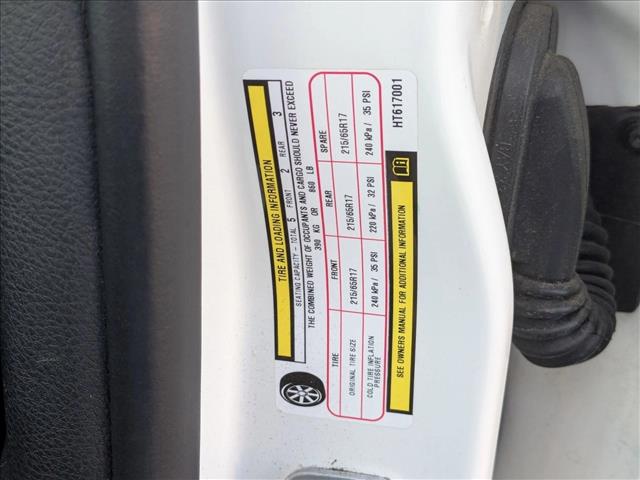 TIRE AND LOADING INFORMATION
SEATING CAPACITY - TOTAL 5 FRONT 2 REAR 3
THE COMBINED WEIGHT OF OCCUPANTS AND CARGO SHOULD NEVER EXCEED
390 KG OR 860 LB
TIRE FRONT REAR SPARE
ORIGINAL TIRE SIZE 215/65R17 215/65R17 215/65R17
COLD TIRE INFLATION PRESSURE 240 kPa / 35 PSI 220 kPa / 32 PSI 240 kPa / 35 PSI
SEE OWNERS MANUAL FOR ADDITIONAL INFORMATION
HT617001